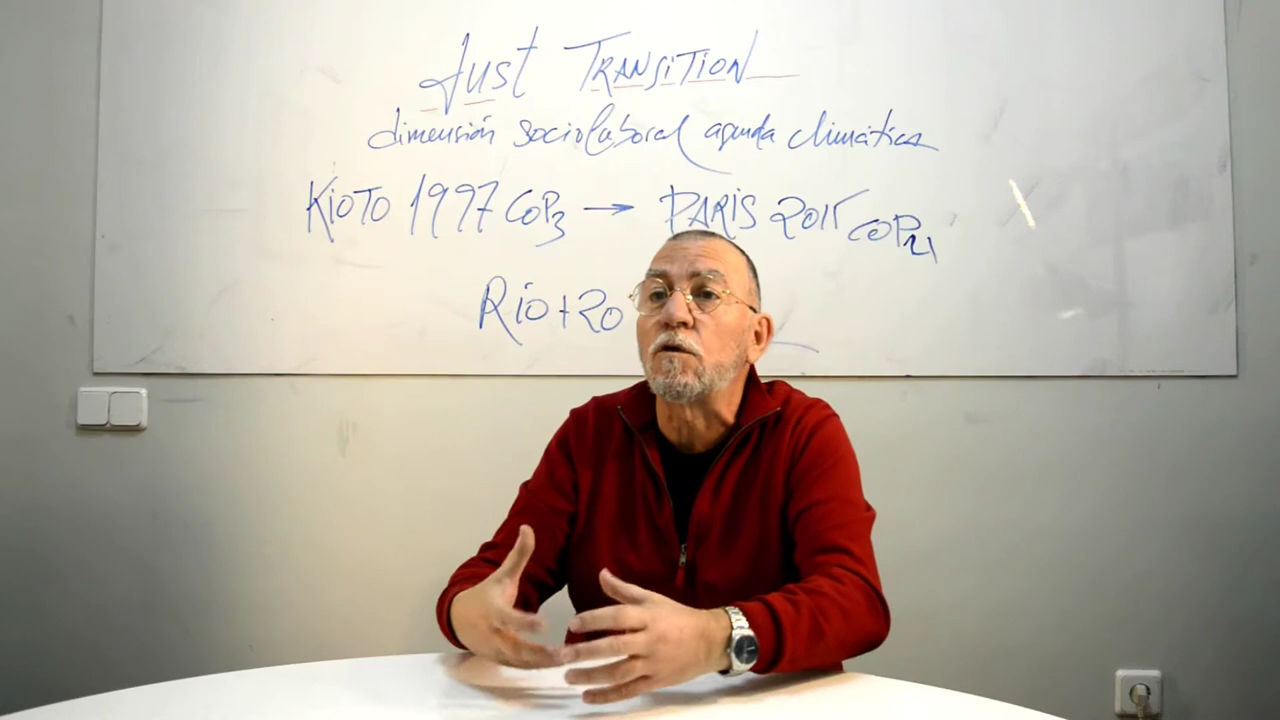 Just TRANSITION
dimensión sociolaboral agenda climática
KIOTO 1997 COP3 → PARIS 2015 COP21
RIO+20